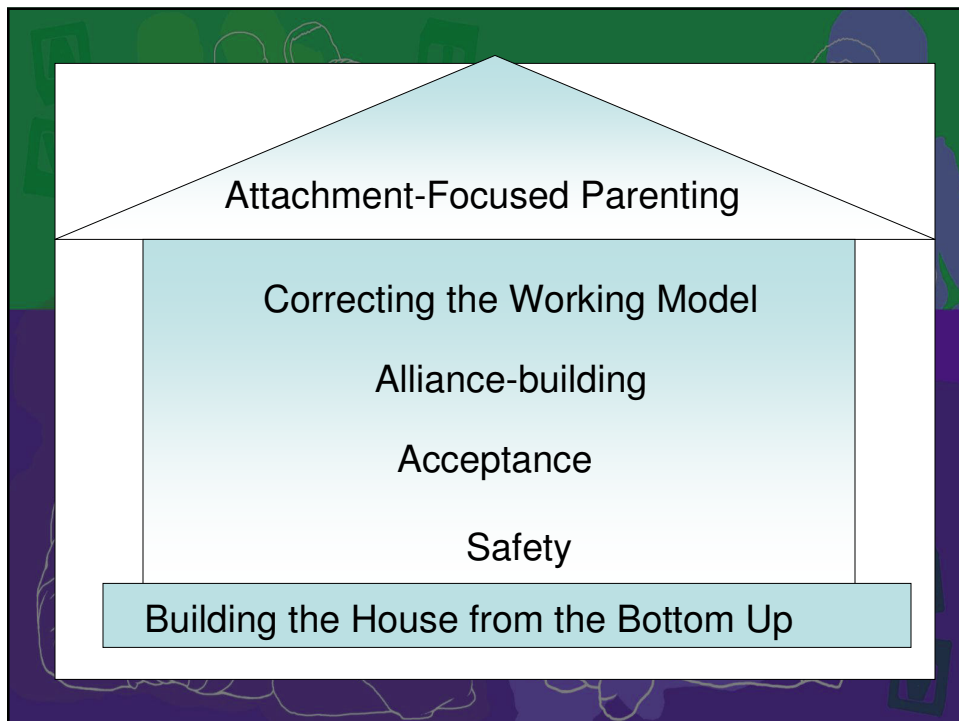 Attachment-Focused Parenting
Correcting the Working Model
Alliance-building
Acceptance
Safety
Building the House from the Bottom Up